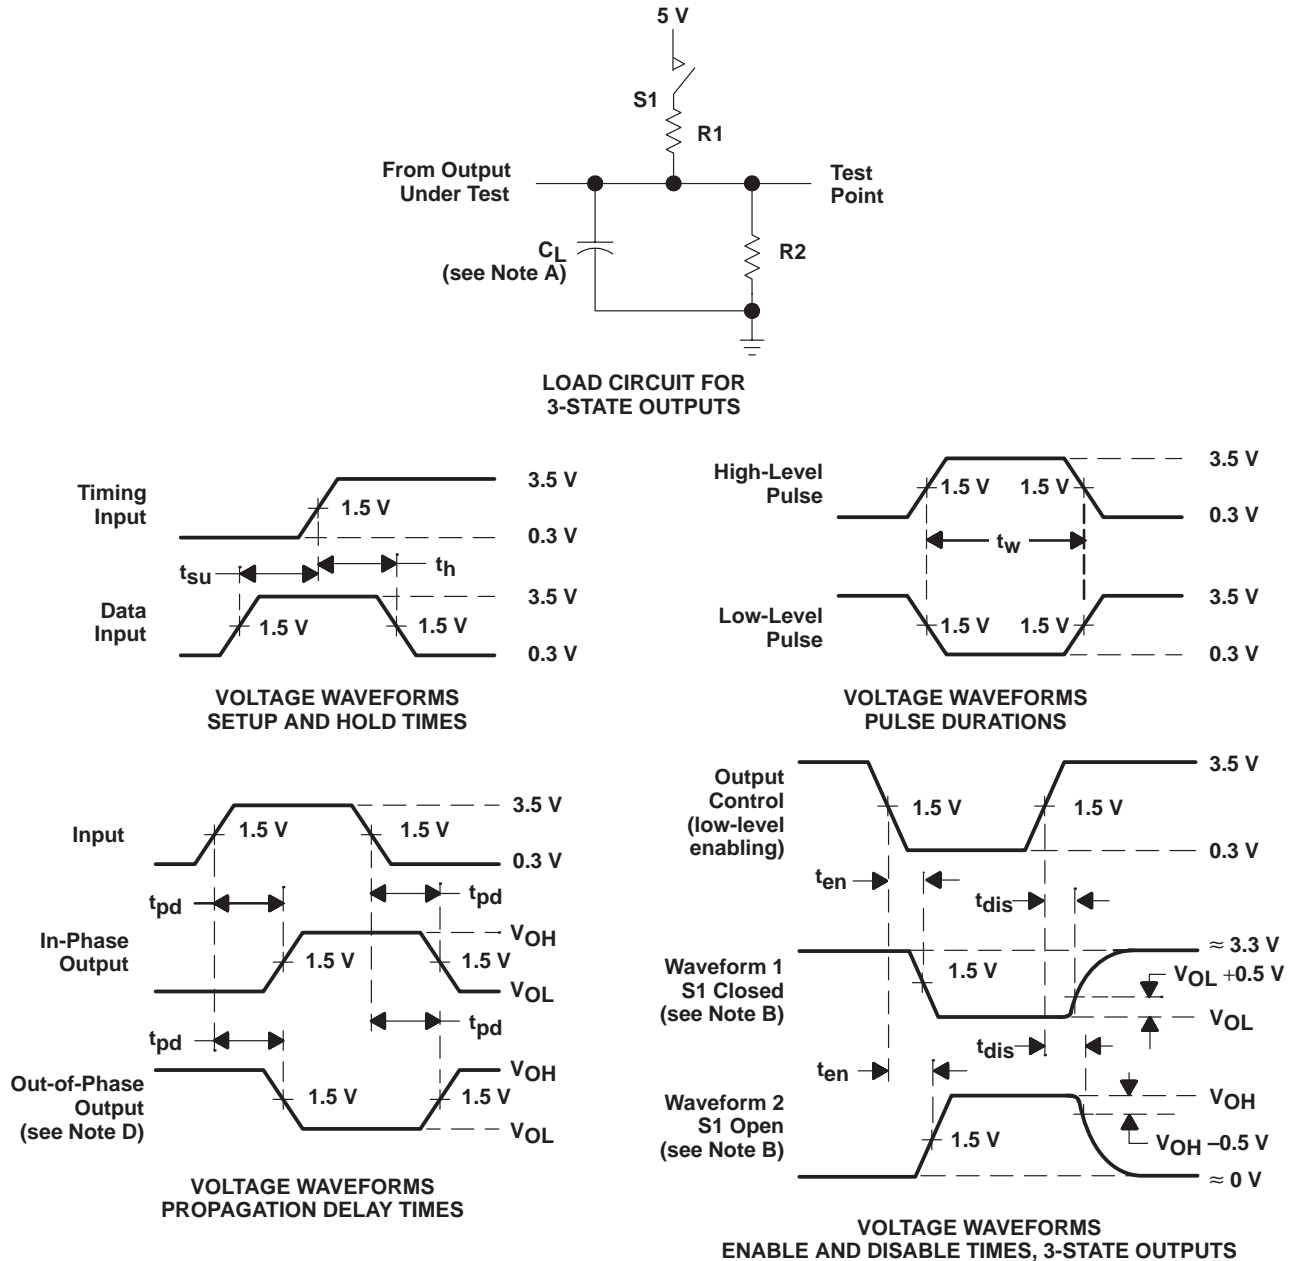 5 V
S1
R1
From Output
Under Test
Test
Point
CL
(see Note A)
R2
LOAD CIRCUIT FOR
3-STATE OUTPUTS
Timing
Input
1.5 V
3.5 V
0.3 V
tsu
th
Data
Input
1.5 V
1.5 V
3.5 V
0.3 V
VOLTAGE WAVEFORMS
SETUP AND HOLD TIMES
High-Level
Pulse
1.5 V
1.5 V
3.5 V
0.3 V
tw
Low-Level
Pulse
1.5 V
1.5 V
3.5 V
0.3 V
VOLTAGE WAVEFORMS
PULSE DURATIONS
Input
1.5 V
1.5 V
3.5 V
0.3 V
tpd
tpd
In-Phase
Output
1.5 V
1.5 V
VOH
VOL
tpd
tpd
Out-of-Phase
Output
(see Note D)
1.5 V
1.5 V
VOH
VOL
VOLTAGE WAVEFORMS
PROPAGATION DELAY TIMES
Output
Control
(low-level
enabling)
1.5 V
1.5 V
3.5 V
0.3 V
ten
tdis
Waveform 1
S1 Closed
(see Note B)
1.5 V
≈ 3.3 V
VOL +0.5 V
VOL
ten
tdis
Waveform 2
S1 Open
(see Note B)
1.5 V
VOH
VOH –0.5 V
≈ 0 V
VOLTAGE WAVEFORMS
ENABLE AND DISABLE TIMES, 3-STATE OUTPUTS